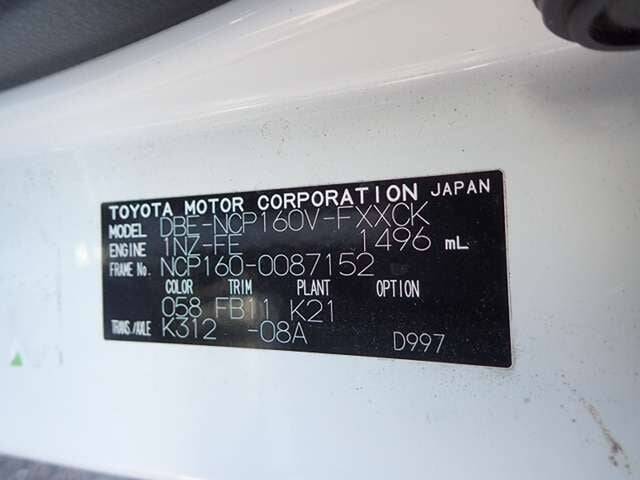 TOYOTA MOTOR CORPORATION JAPAN
MODEL DBE-NCP160V-FXXCK
ENGINE 1NZ-FE 1496 mL
FRAME No. NCP160-0087152
COLOR TRIM PLANT OPTION
058 FB11 K21
TRANS/AXLE K312 -08A D997